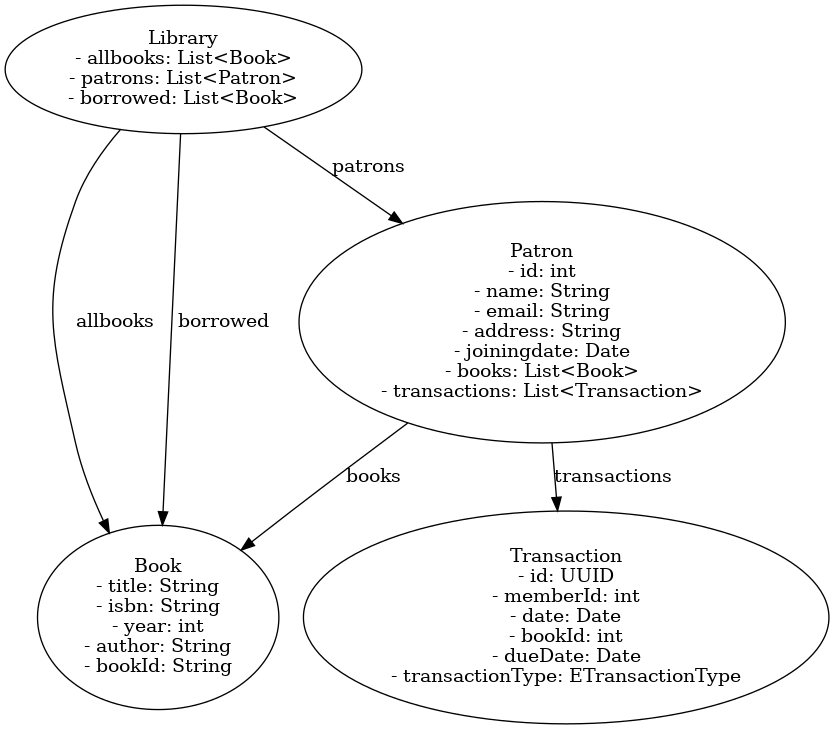 Library
- allbooks: List<Book>
- patrons: List<Patron>
- borrowed: List<Book>
patrons
Patron
- id: int
- name: String
- email: String
- address: String
- joiningdate: Date
- books: List<Book>
- transactions: List<Transaction>
allbooks
borrowed
books
transactions
Book
- title: String
- isbn: String
- year: int
- author: String
- bookId: String
Transaction
- id: UUID
- memberId: int
- date: Date
- bookId: int
- dueDate: Date
- transactionType: ETransactionType